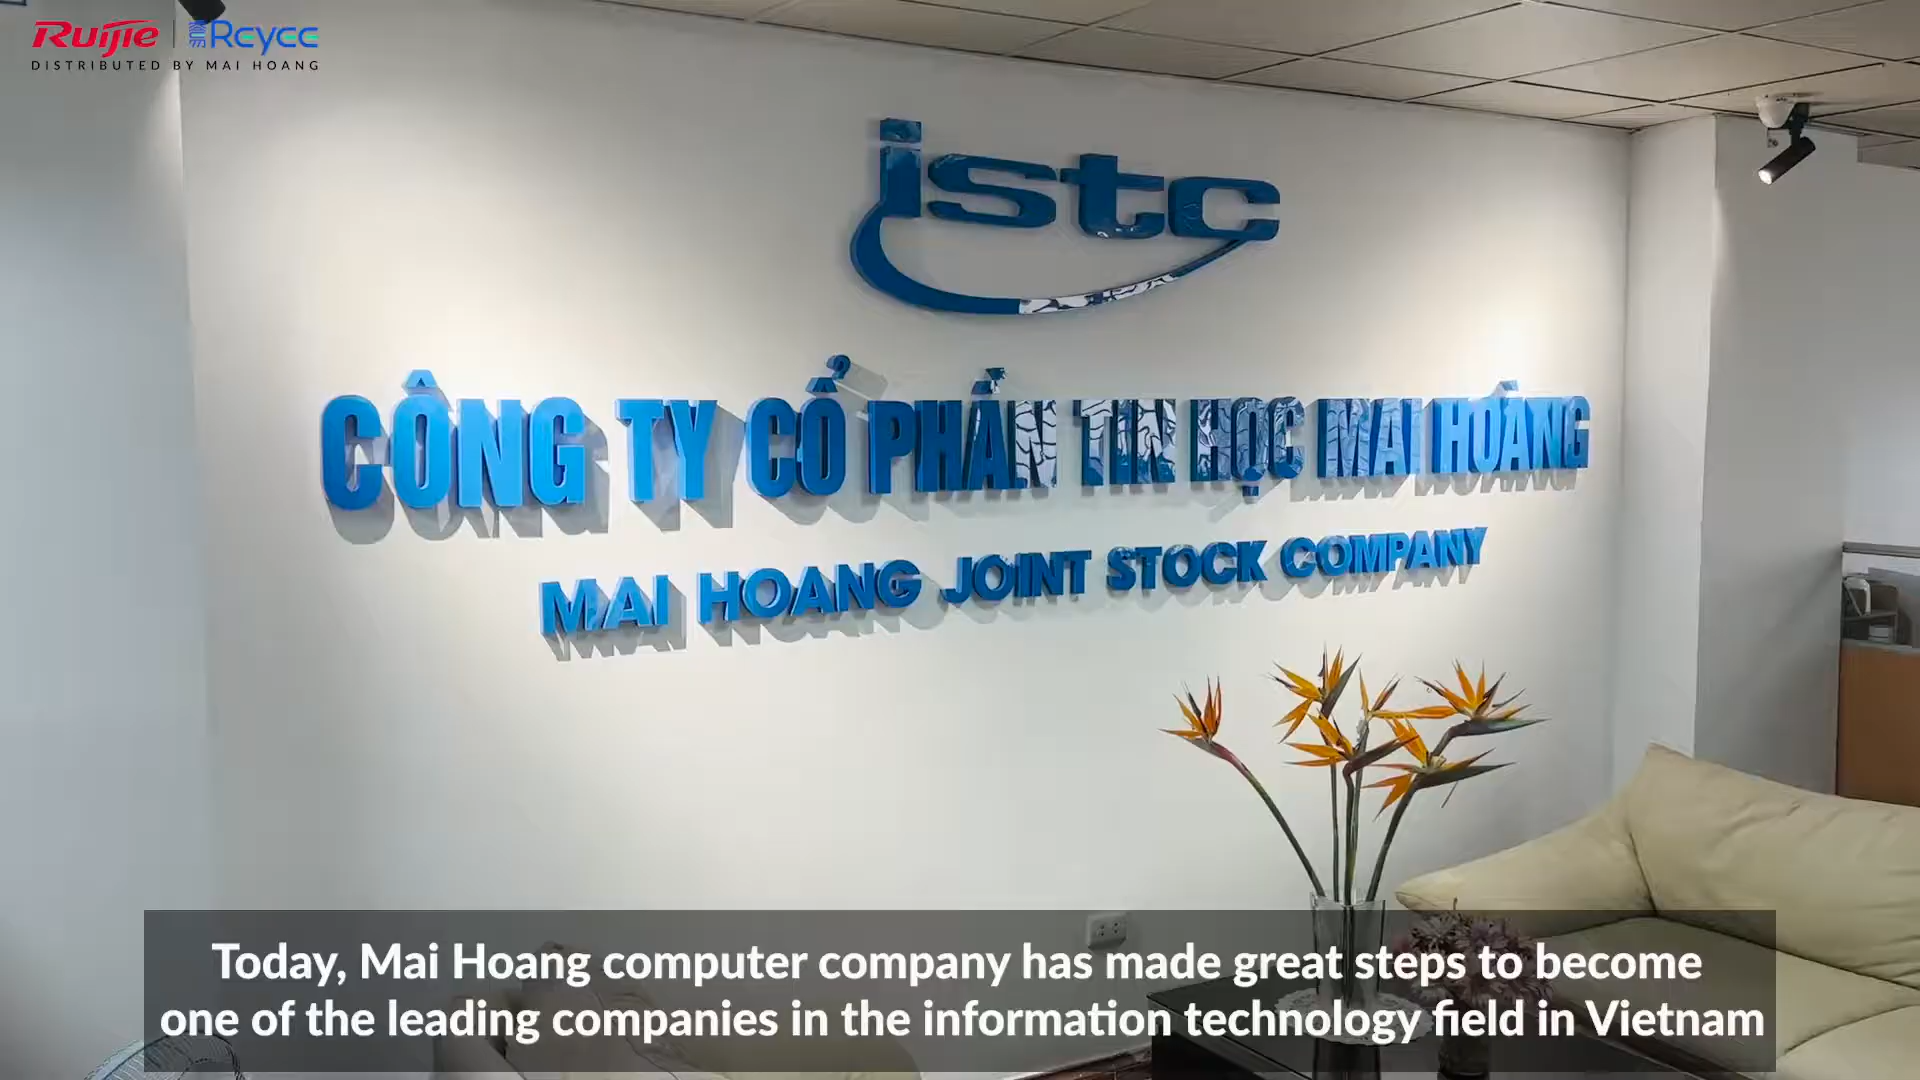 Ruijie | Reyee
DISTRIBUTED BY MAI HOANG
istc
CÔNG TY CỔ PHẦN TIN HỌC MAI HOÀNG
MAI HOANG JOINT STOCK COMPANY
Today, Mai Hoang computer company has made great steps to become
one of the leading companies in the information technology field in Vietnam